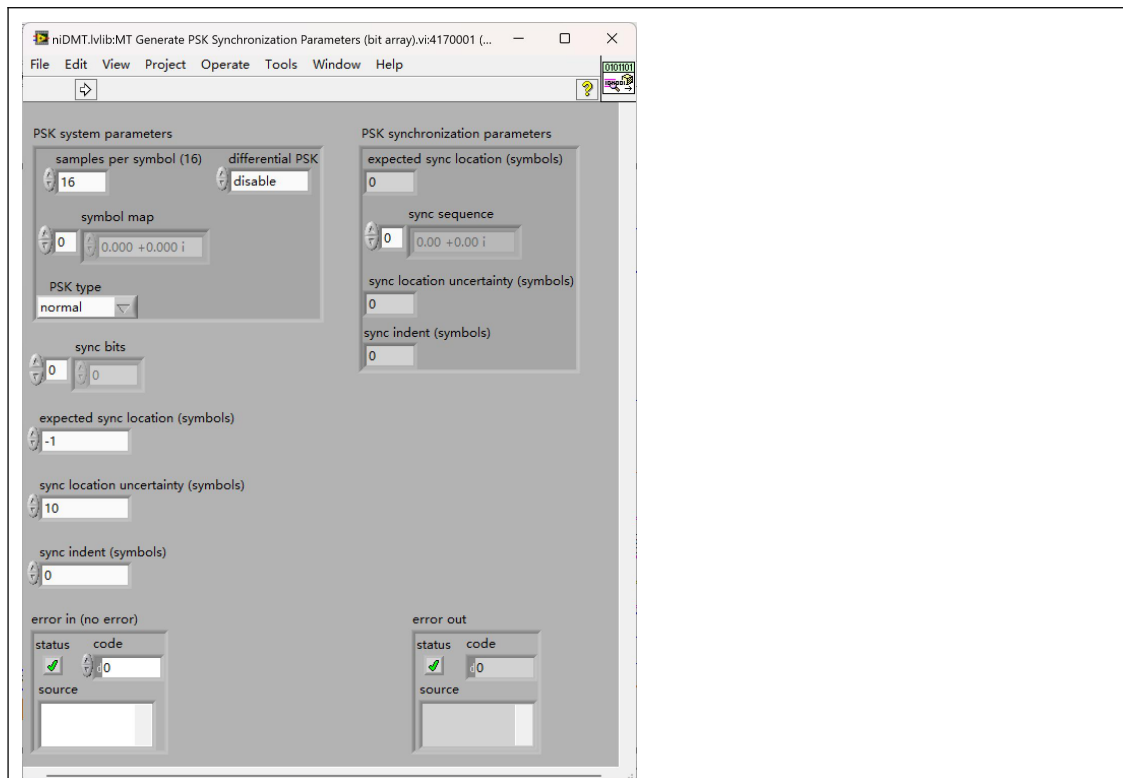 niDMT.lvlib:MT Generate PSK Synchronization Parameters (bit array).vi:4170001 (...
File Edit View Project Operate Tools Window Help
0101101
PSK system parameters
samples per symbol (16) differential PSK
16 disable
symbol map
0 0.000 +0.000 i
PSK type
normal
sync bits
0 0
expected sync location (symbols)
-1
sync location uncertainty (symbols)
10
sync indent (symbols)
0
error in (no error)
status code
d0
source
PSK synchronization parameters
expected sync location (symbols)
0
sync sequence
0 0.00 +0.00 i
sync location uncertainty (symbols)
0
sync indent (symbols)
0
error out
status code
d0
source